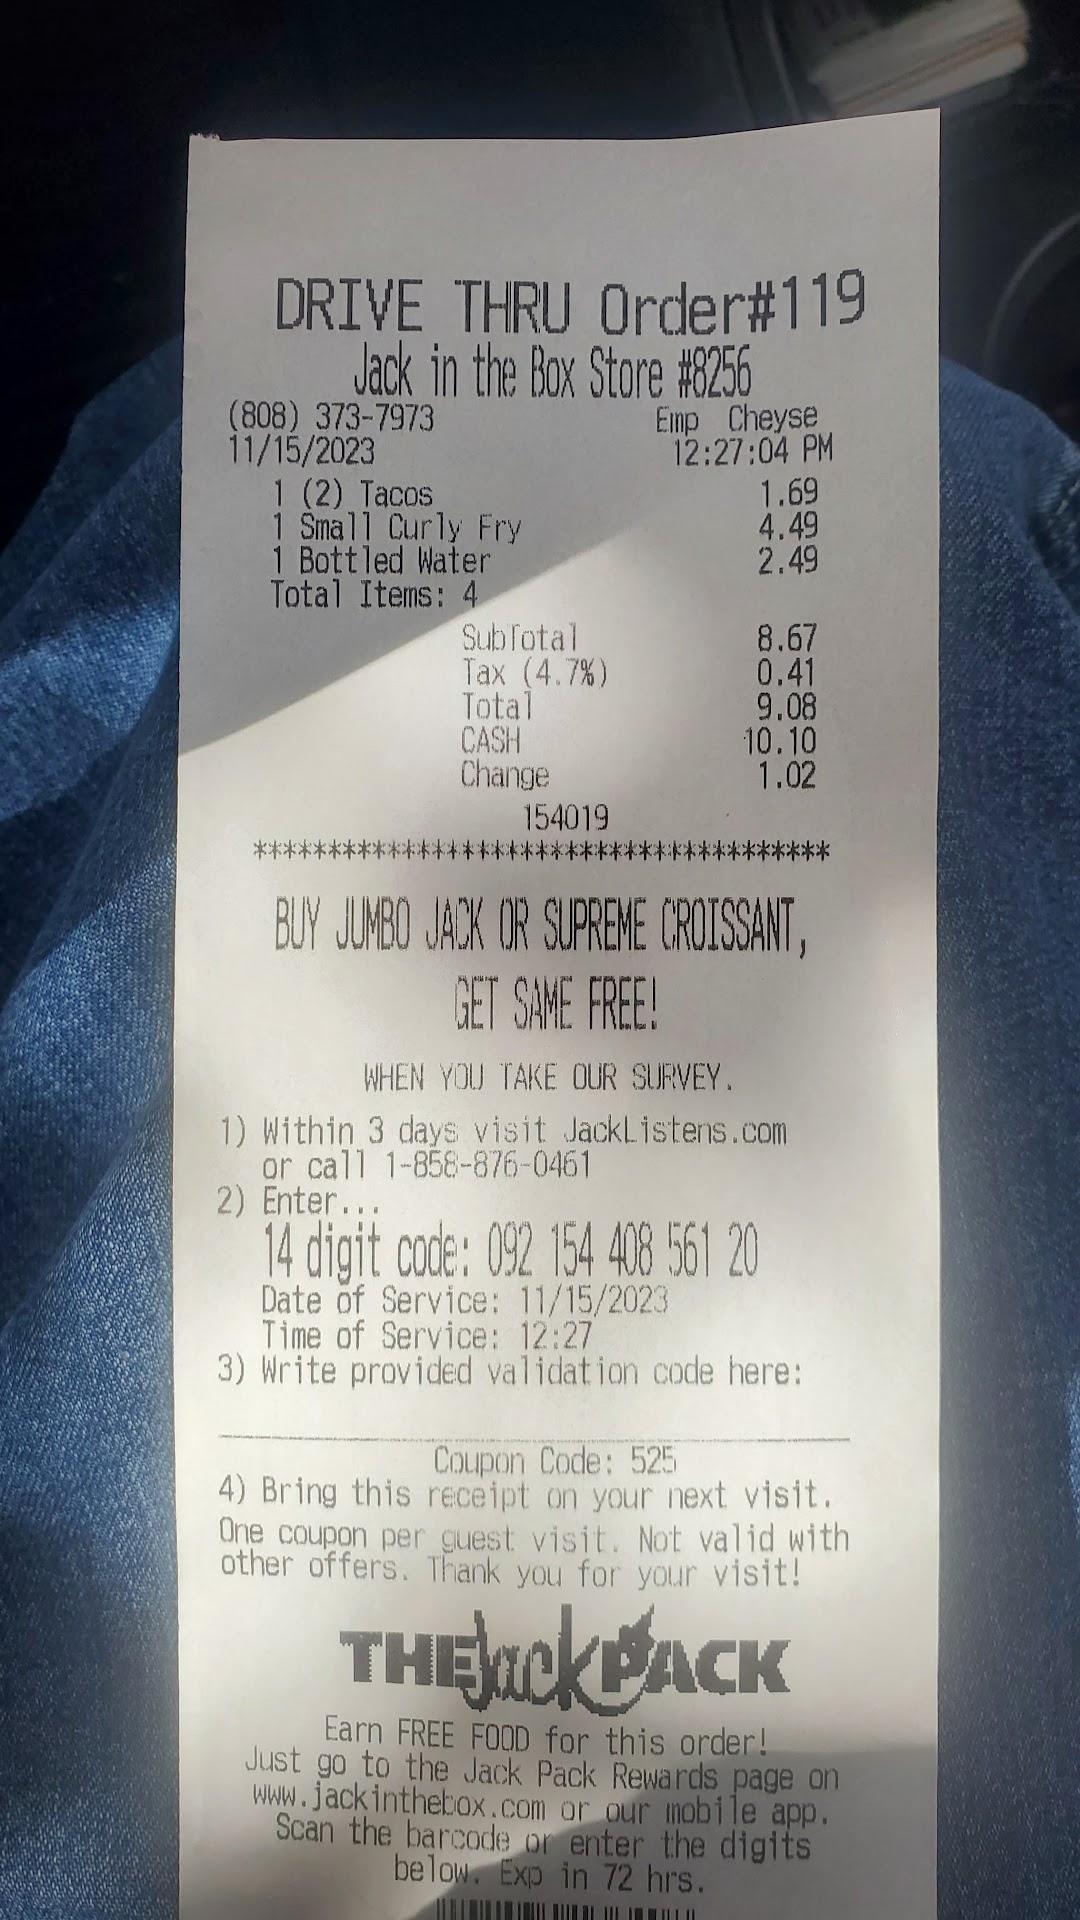 DRIVE THRU Order#119
Jack in the Box Store #8256
(808) 373-7973 Emp Cheyse
11/15/2023 12:27:04 PM
1 (2) Tacos 1.69
1 Small Curly Fry 4.49
1 Bottled Water 2.49
Total Items: 4
SubTotal 8.67
Tax (4.7%) 0.41
Total 9.08
CASH 10.10
Change 1.02
154019
***************************************
BUY JUMBO JACK OR SUPREME CROISSANT,
GET SAME FREE!
WHEN YOU TAKE OUR SURVEY.
1) Within 3 days visit JackListens.com
or call 1-858-876-0461
2) Enter...
14 digit code: 092 154 408 561 20
Date of Service: 11/15/2023
Time of Service: 12:27
3) Write provided validation code here:
Coupon Code: 525
4) Bring this receipt on your next visit.
One coupon per guest visit. Not valid with
other offers. Thank you for your visit!
THE Jack PACK
Earn FREE FOOD for this order!
Just go to the Jack Pack Rewards page on
www.jackinthebox.com or our mobile app.
Scan the barcode or enter the digits
below. Exp in 72 hrs.